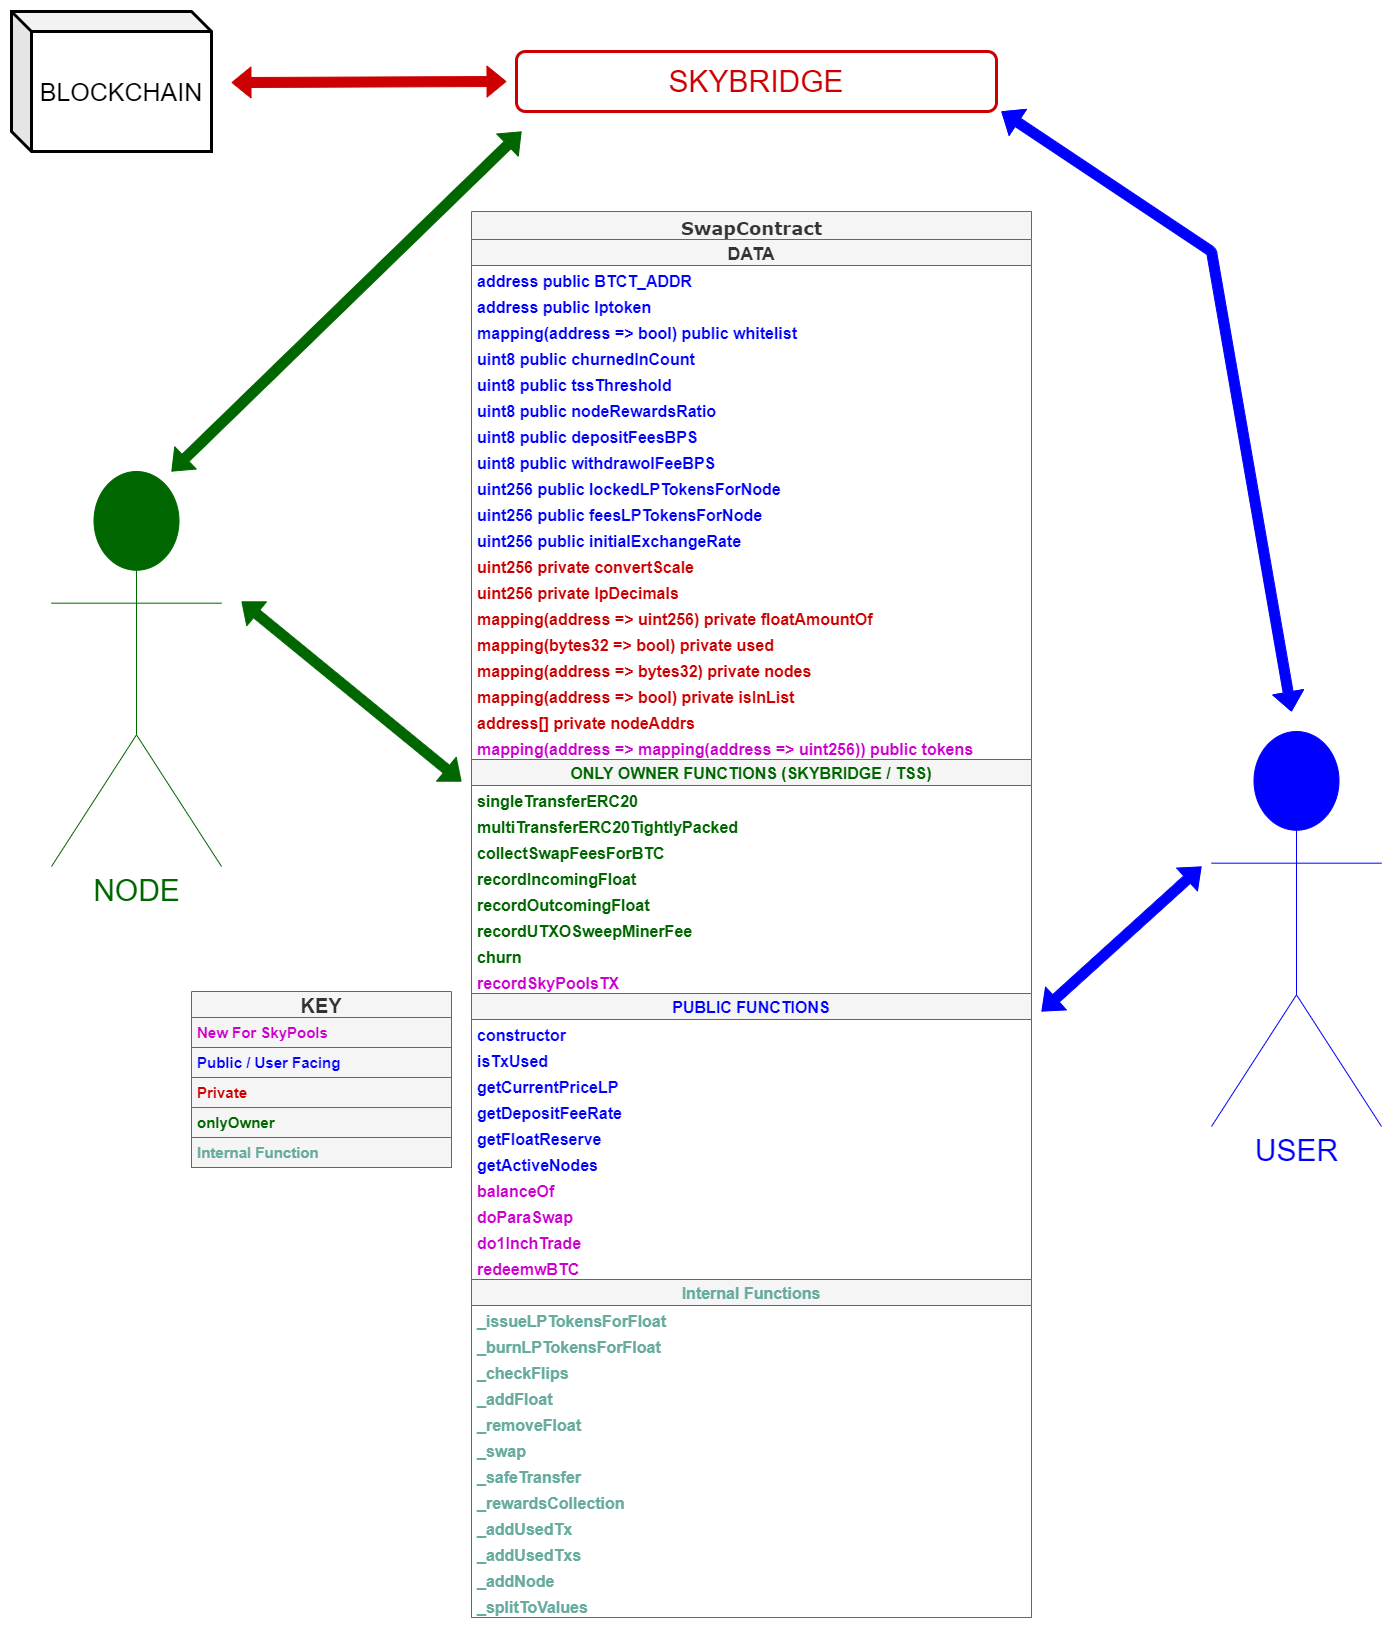 BLOCKCHAIN
SKYBRIDGE
SwapContract
DATA
address public BTCT_ADDR
address public lptoken
mapping(address => bool) public whitelist
uint8 public churnedInCount
uint8 public tssThreshold
uint8 public nodeRewardsRatio
uint8 public depositFeesBPS
uint8 public withdrawolFeeBPS
uint256 public lockedLPTokensForNode
uint256 public feesLPTokensForNode
uint256 public initialExchangeRate
uint256 private convertScale
uint256 private lpDecimals
mapping(address => uint256) private floatAmountOf
mapping(bytes32 => bool) private used
mapping(address => bytes32) private nodes
mapping(address => bool) private isInList
address[] private nodeAddrs
mapping(address => mapping(address => uint256)) public tokens
ONLY OWNER FUNCTIONS (SKYBRIDGE / TSS)
singleTransferERC20
multiTransferERC20TightlyPacked
collectSwapFeesForBTC
recordIncomingFloat
recordOutcomingFloat
recordUTXOSweepMinerFee
churn
recordSkyPoolsTX
PUBLIC FUNCTIONS
constructor
isTxUsed
getCurrentPriceLP
getDepositFeeRate
getFloatReserve
getActiveNodes
balanceOf
doParaSwap
do1InchTrade
redeemwBTC
Internal Functions
_issueLPTokensForFloat
_burnLPTokensForFloat
_checkFlips
_addFloat
_removeFloat
_swap
_safeTransfer
_rewardsCollection
_addUsedTx
_addUsedTxs
_addNode
_splitToValues
NODE
KEY
New For SkyPools
Public / User Facing
Private
onlyOwner
Internal Function
USER